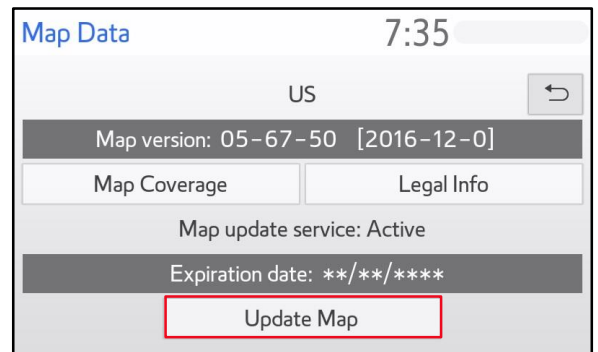 Map Data 7:35
US
Map version: 05-67-50 [2016-12-0]
Map Coverage Legal Info
Map update service: Active
Expiration date: **/**/****
Update Map